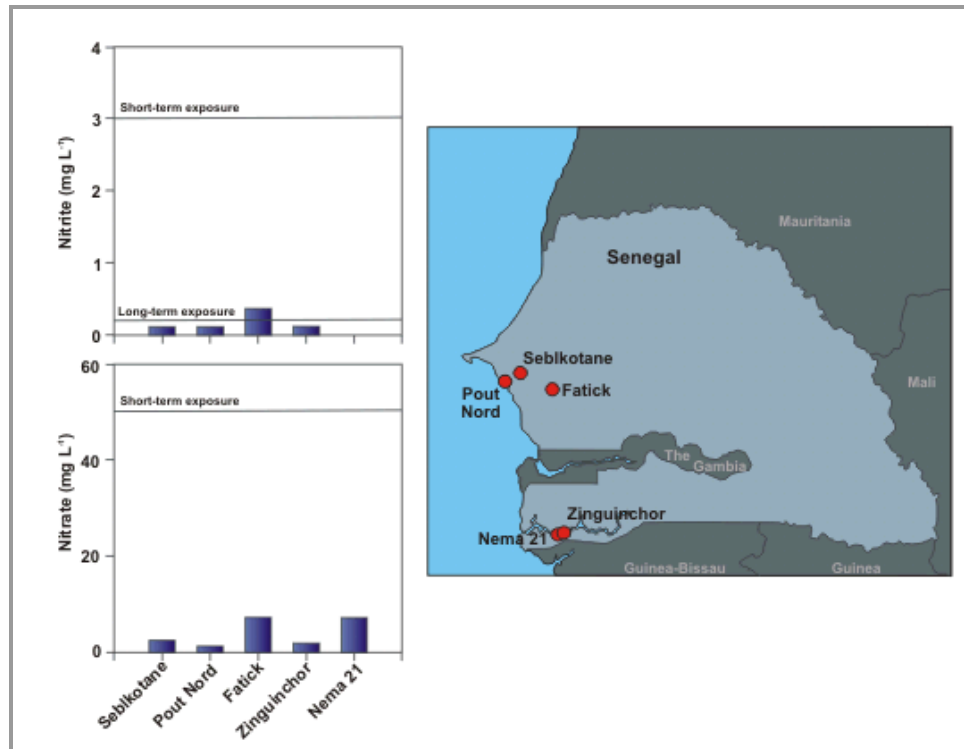 4
Short-term exposure
3
2
1
Long-term exposure
0
Nitrite (mg L⁻¹)
60
Short-term exposure
40
20
0
Nitrate (mg L⁻¹)
Seblkotane
Pout Nord
Fatick
Zinguinchor
Nema 21
Mauritania
Senegal
Seblkotane
Pout
Nord
Fatick
Mali
The
Gambia
Zinguinchor
Nema 21
Guinea-Bissau
Guinea